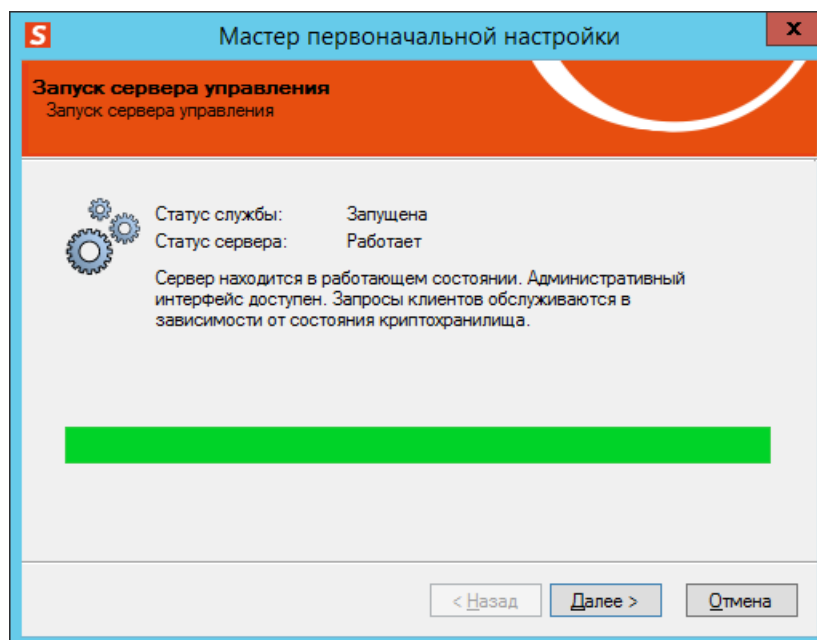 S
Мастер первоначальной настройки
x
Запуск сервера управления
Запуск сервера управления
Статус службы: Запущена
Статус сервера: Работает
Сервер находится в работающем состоянии. Административный
интерфейс доступен. Запросы клиентов обслуживаются в
зависимости от состояния криптохранилища.
< Назад Далее > Отмена